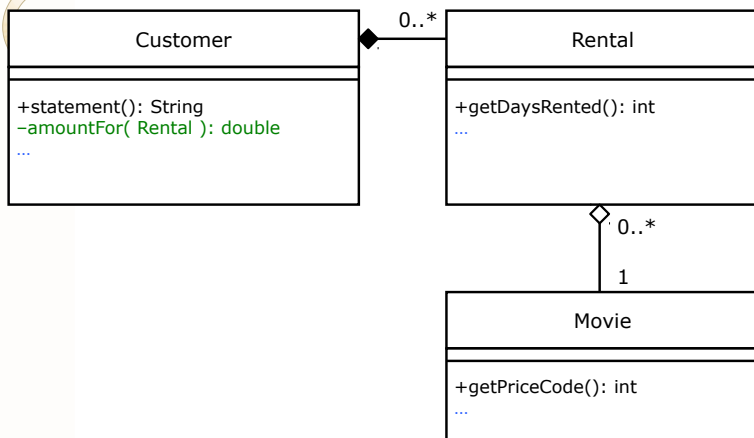 Customer
+statement(): String
–amountFor( Rental ): double
...
0..*
Rental
+getDaysRented(): int
...
0..*
1
Movie
+getPriceCode(): int
...